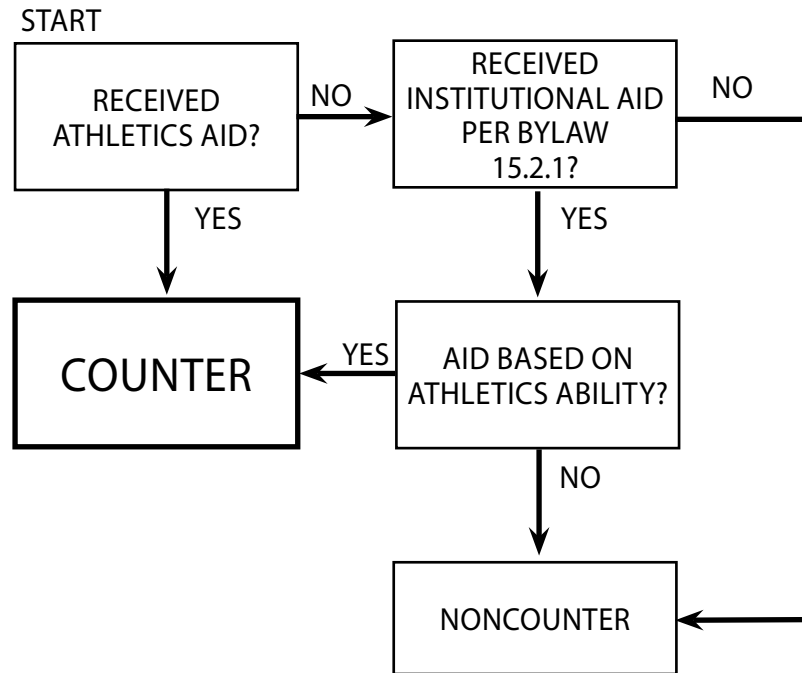 START
RECEIVED
ATHLETICS AID?
NO
RECEIVED
INSTITUTIONAL AID
PER BYLAW
15.2.1?
NO
YES
YES
COUNTER
YES
AID BASED ON
ATHLETICS ABILITY?
NO
NONCOUNTER